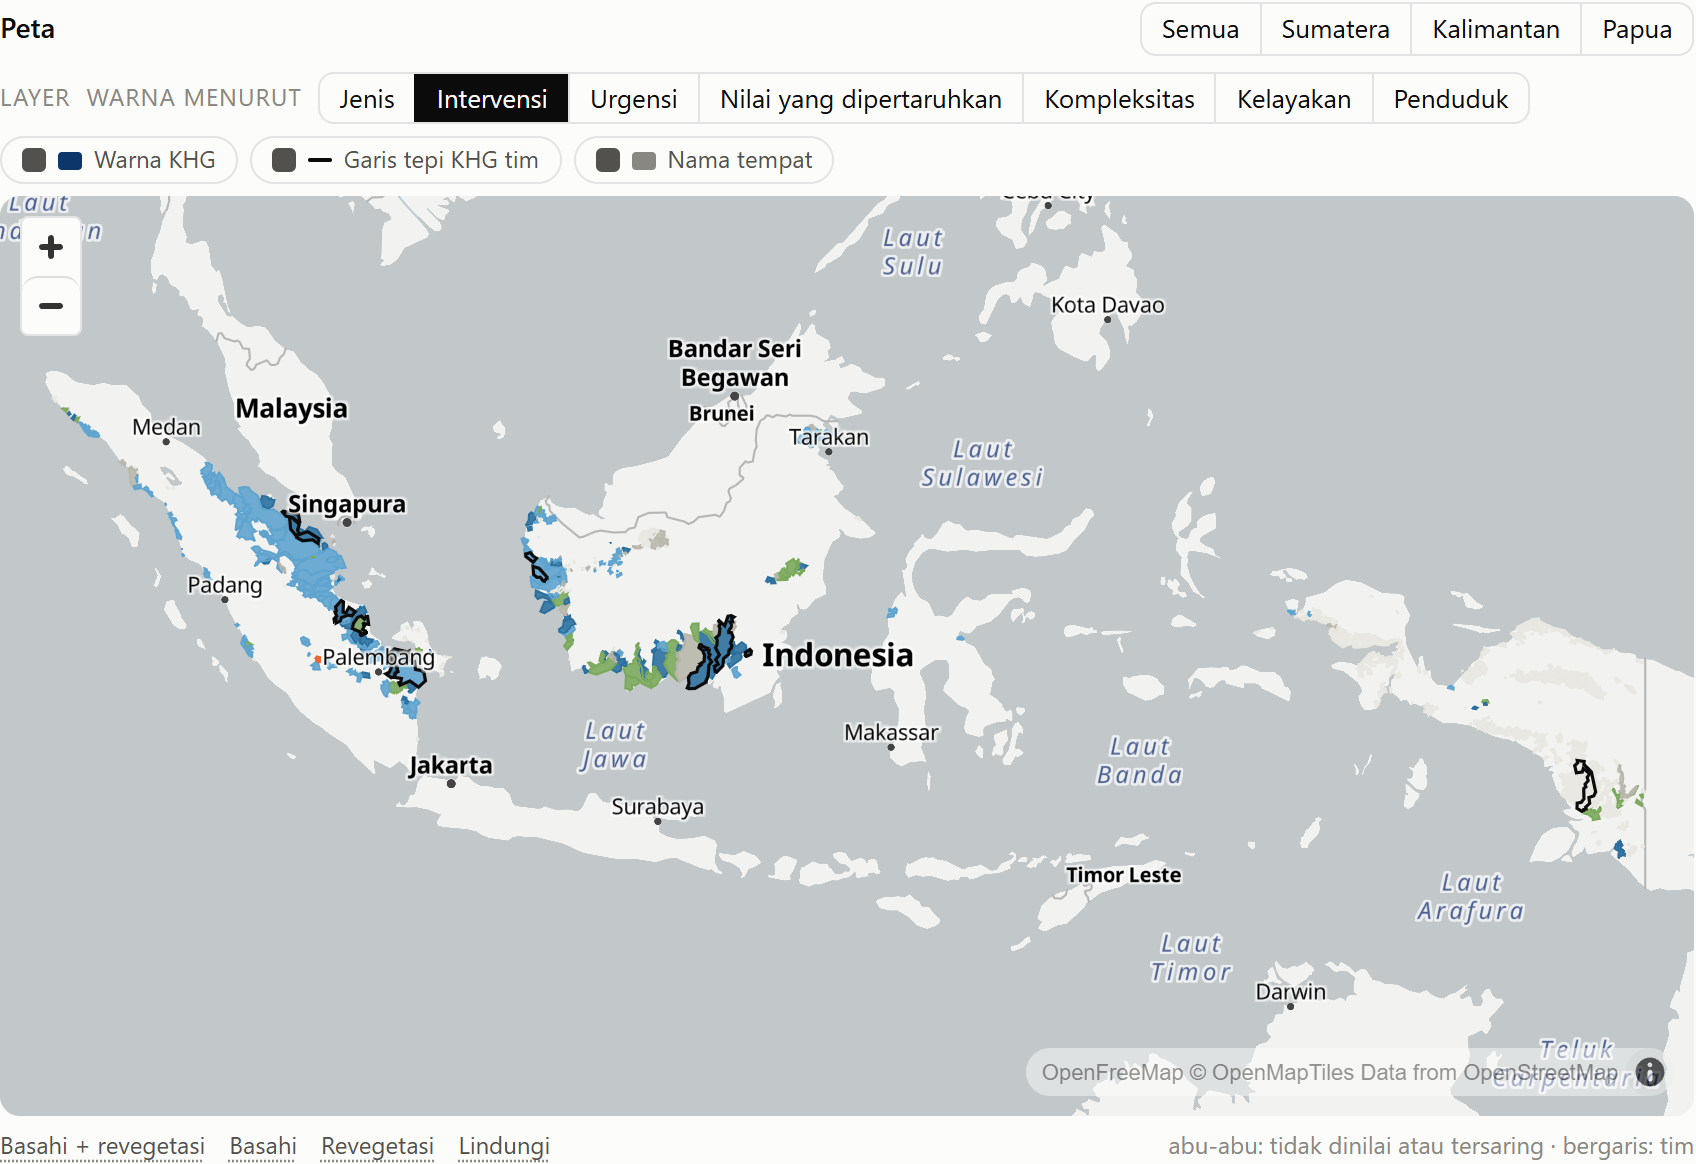 Peta
Semua Sumatera Kalimantan Papua
LAYER WARNA MENURUT Jenis Intervensi Urgensi Nilai yang dipertaruhkan Kompleksitas Kelayakan Penduduk
Warna KHG Garis tepi KHG tim Nama tempat
Laut
+
−
Cebu City
Laut
Sulu
Kota Davao
Bandar Seri
Begawan
Brunei
Malaysia
Medan
Tarakan
Laut
Sulawesi
Singapura
Padang
Palembang
Indonesia
Laut
Jawa
Makassar
Laut
Banda
Jakarta
Surabaya
Timor Leste
Laut
Arafura
Laut
Timor
Darwin
Teluk
Carpentaria
OpenFreeMap © OpenMapTiles Data from OpenStreetMap
Basahi + revegetasi Basahi Revegetasi Lindungi
abu-abu: tidak dinilai atau tersaring · bergaris: tim